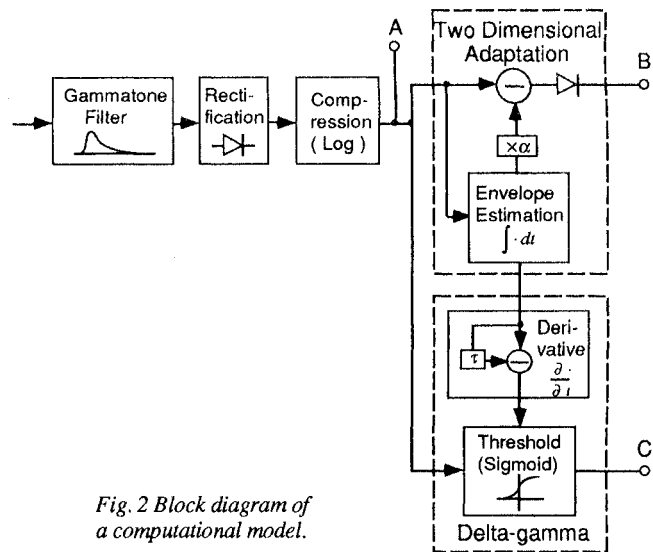 A
Two Dimensional
Adaptation
B
Gammatone
Filter
Recti-
fication
Comp-
ression
( Log )
−
×α
Envelope
Estimation
∫ · dt
Deri-
vative
∂ ·
∂ t
τ
−
Threshold
(Sigmoid)
C
Delta-gamma
Fig. 2 Block diagram of
a computational model.